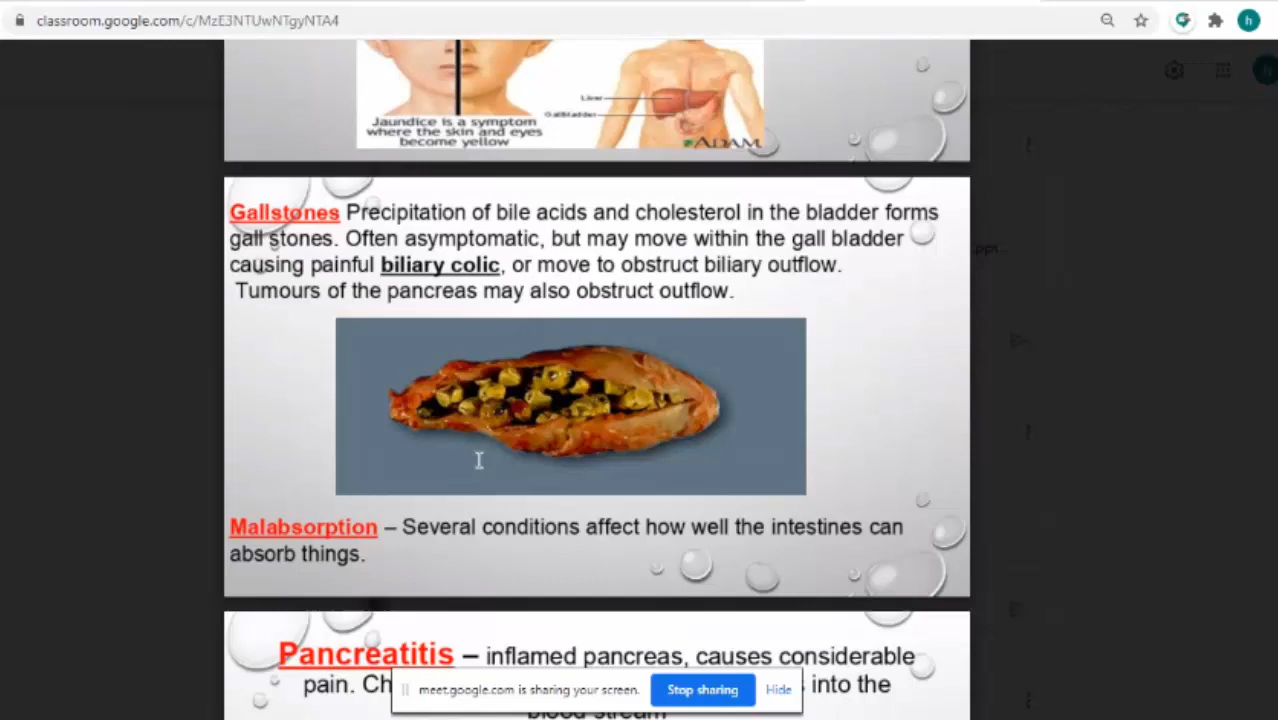 classroom.google.com/c/MzE3NTUwNTgyNTA4
h
Jaundice is a symptom
where the skin and eyes
become yellow
Liver
Gallbladder
ADAM
Gallstones Precipitation of bile acids and cholesterol in the bladder forms
gall stones. Often asymptomatic, but may move within the gall bladder
causing painful biliary colic, or move to obstruct biliary outflow.
Tumours of the pancreas may also obstruct outflow.
Malabsorption – Several conditions affect how well the intestines can
absorb things.
Pancreatitis – inflamed pancreas, causes considerable
pain. Ch
into the
blood stream
meet.google.com is sharing your screen.
Stop sharing
Hide